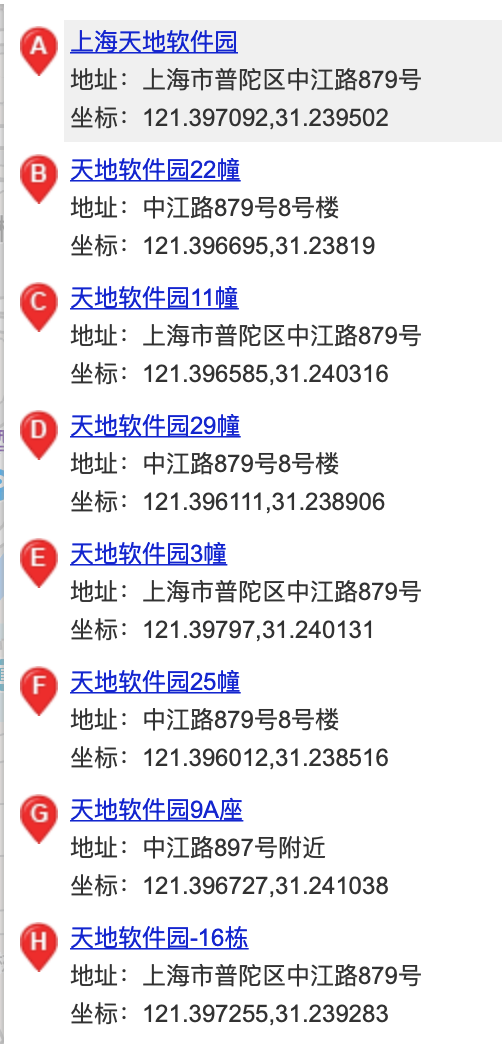 A
上海天地软件园
地址：上海市普陀区中江路879号
坐标：121.397092,31.239502
B
天地软件园22幢
地址：中江路879号8号楼
坐标：121.396695,31.23819
C
天地软件园11幢
地址：上海市普陀区中江路879号
坐标：121.396585,31.240316
D
天地软件园29幢
地址：中江路879号8号楼
坐标：121.396111,31.238906
E
天地软件园3幢
地址：上海市普陀区中江路879号
坐标：121.39797,31.240131
F
天地软件园25幢
地址：中江路879号8号楼
坐标：121.396012,31.238516
G
天地软件园9A座
地址：中江路897号附近
坐标：121.396727,31.241038
H
天地软件园-16栋
地址：上海市普陀区中江路879号
坐标：121.397255,31.239283